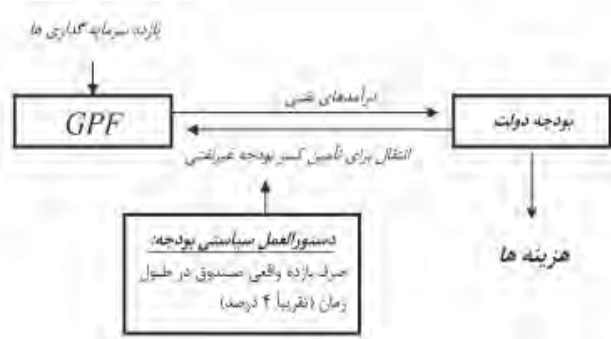 بازده سرمایه گذاری ها
درآمدهای نفتی
GPF
بودجه دولت
انتقال برای تأمین کسر بودجه غیرنفتی
دستورالعمل سیاستی بودجه:
صرف بازده واقعی صندوق در طول
زمان (تقریباً ۴ درصد)
هزینه ها